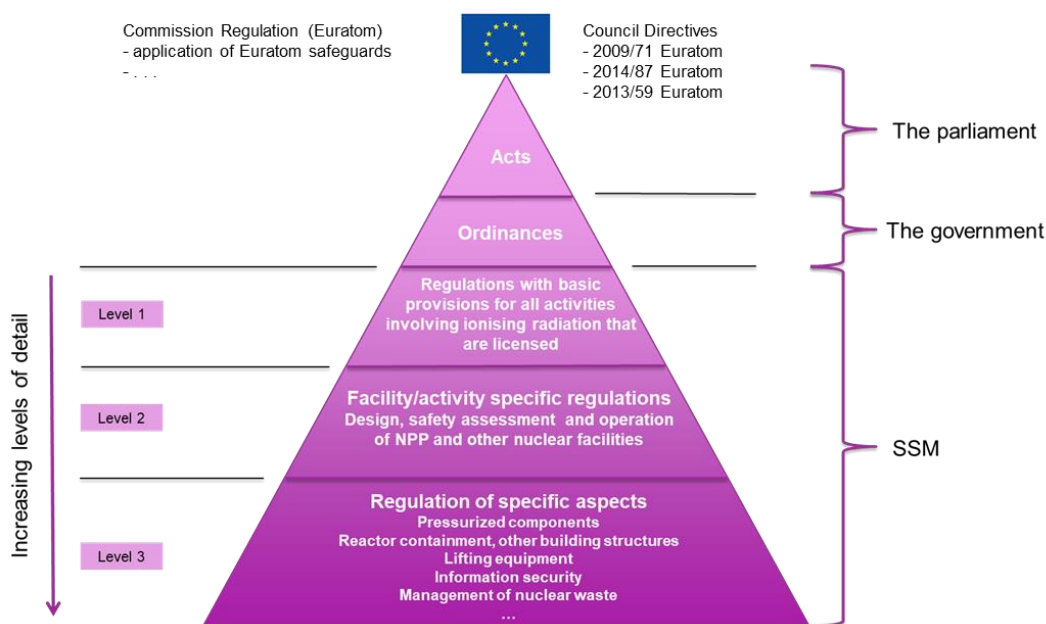 Commission Regulation (Euratom)
- application of Euratom safeguards
- . . .
Council Directives
- 2009/71 Euratom
- 2014/87 Euratom
- 2013/59 Euratom
Acts
The parliament
Ordinances
The government
Increasing levels of detail
Level 1
Regulations with basic
provisions for all activities
involving ionising radiation that
are licensed
Level 2
Facility/activity specific regulations
Design, safety assessment and operation
of NPP and other nuclear facilities
SSM
Level 3
Regulation of specific aspects
Pressurized components
Reactor containment, other building structures
Lifting equipment
Information security
Management of nuclear waste
...